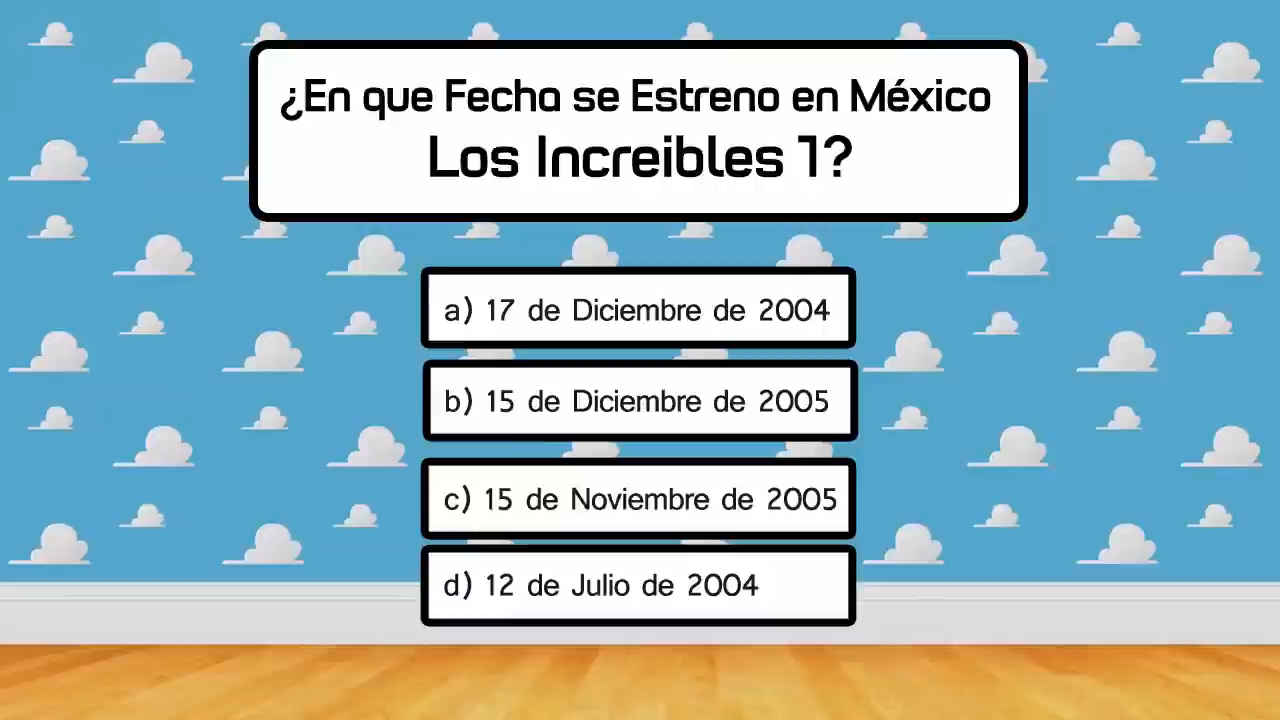 ¿En que Fecha se Estreno en México
Los Increibles 1?
a) 17 de Diciembre de 2004
b) 15 de Diciembre de 2005
c) 15 de Noviembre de 2005
d) 12 de Julio de 2004